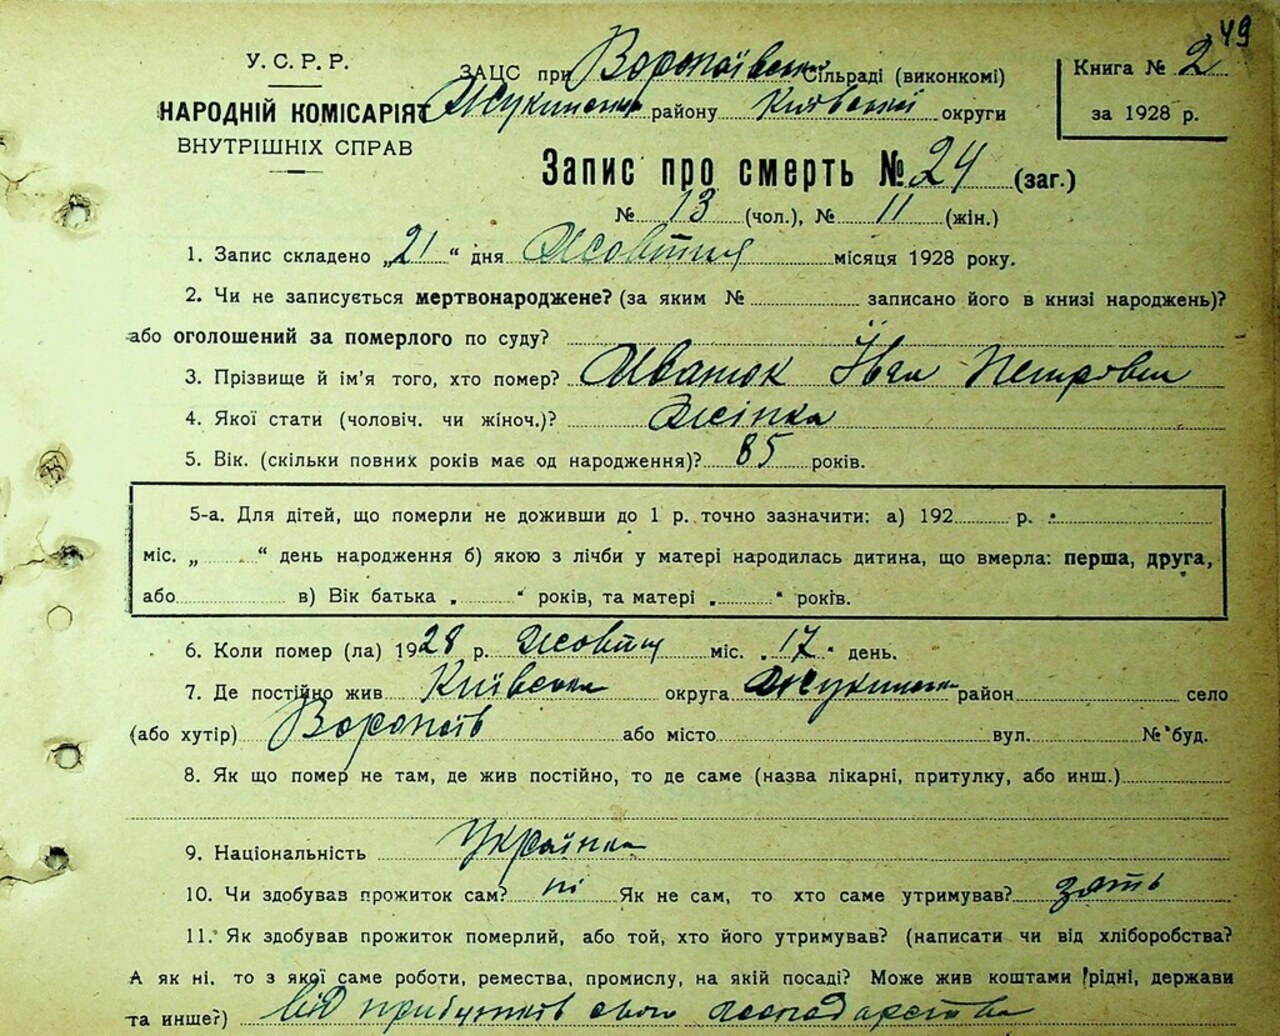 49
У. С. Р. Р.
НАРОДНІЙ КОМІСАРІЯТ
ВНУТРІШНІХ СПРАВ
ЗАЦС при Воропаївській Сільраді (виконкомі)
Жукинського району Київської округи
Книга № 2
за 1928 р.
Запис про смерть № 24 (заг.)
№ 13 (чол.), № 11 (жін.)
1. Запис складено „21“ дня Жовтня місяця 1928 року.
2. Чи не записується мертвонароджене? (за яким № записано його в книзі народжень)?
або оголошений за померлого по суду?
3. Прізвище й ім'я того, хто помер? Петровна
4. Якої стати (чоловіч. чи жіноч.)? Жінка
5. Вік. (скільки повних років має од народження)? 85 років.
5-а. Для дітей, що померли не доживши до 1 р. точно зазначити: а) 192 р.
міс. „ “ день народження б) якою з лічби у матері народилась дитина, що вмерла: перша, друга,
або в) Вік батька „ “ років, та матері „ “ років.
6. Коли помер (ла) 1928 р. Жовтня міс. „17“ день.
7. Де постійно жив Київська округа Жукинський район село
(або хутір) Воропаїв або місто вул. № буд.
8. Як що помер не там, де жив постійно, то де саме (назва лікарні, притулку, або инш.)
9. Національність Українка
10. Чи здобував прожиток сам? ні Як не сам, то хто саме утримував? зять
11. Як здобував прожиток померлий, або той, хто його утримував? (написати чи від хліборобства?
А як ні, то з якої саме роботи, ремества, промислу, на якій посаді? Може жив коштами рідні, держави
та инше?) Від прибутків свого господарства